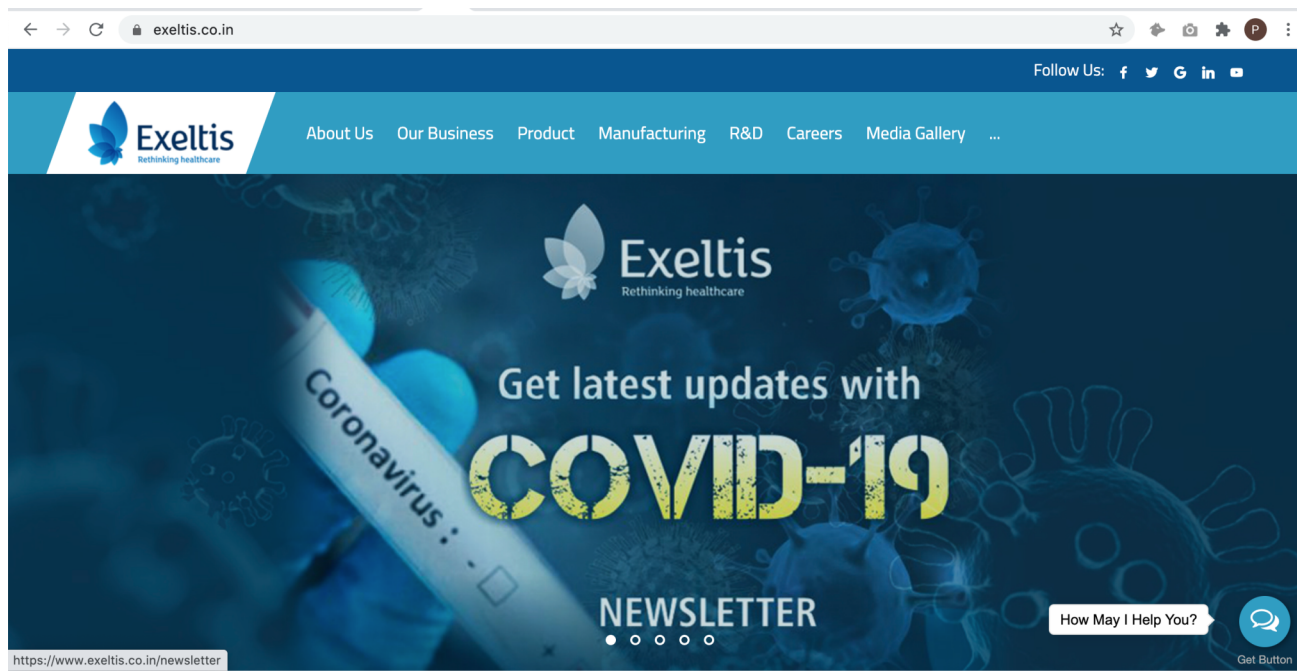 exeltis.co.in
P
Follow Us:
Exeltis
Rethinking healthcare
About Us Our Business Product Manufacturing R&D Careers Media Gallery ...
Exeltis
Rethinking healthcare
Coronavirus :
Get latest updates with
COVID-19
NEWSLETTER
How May I Help You?
Get Button
https://www.exeltis.co.in/newsletter